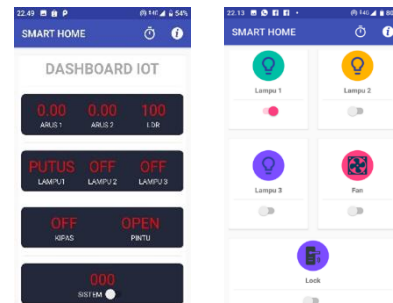 22.49
54%
SMART HOME
DASHBOARD IOT
0.00 0.00 100
ARUS 1 ARUS 2 LDR
PUTUS OFF OFF
LAMPU1 LAMPU 2 LAMPU 3
OFF OPEN
KIPAS PINTU
000
SISTEM
22.13
SMART HOME
Lampu 1 Lampu 2
Lampu 3 Fan
Lock